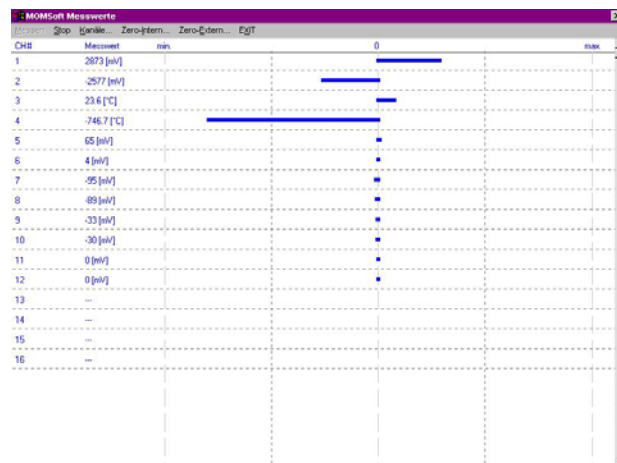 MOMSoft Messwerte
Messen Stop Kanäle... Zero-Intern... Zero-Extern... EXIT
CH# Messwert min. 0 max.
1 2873 [mV]
2 -2577 [mV]
3 23.6 [°C]
4 -746.7 [°C]
5 65 [mV]
6 4 [mV]
7 -95 [mV]
8 -89 [mV]
9 -33 [mV]
10 -30 [mV]
11 0 [mV]
12 0 [mV]
13 ---
14 ---
15 ---
16 ---